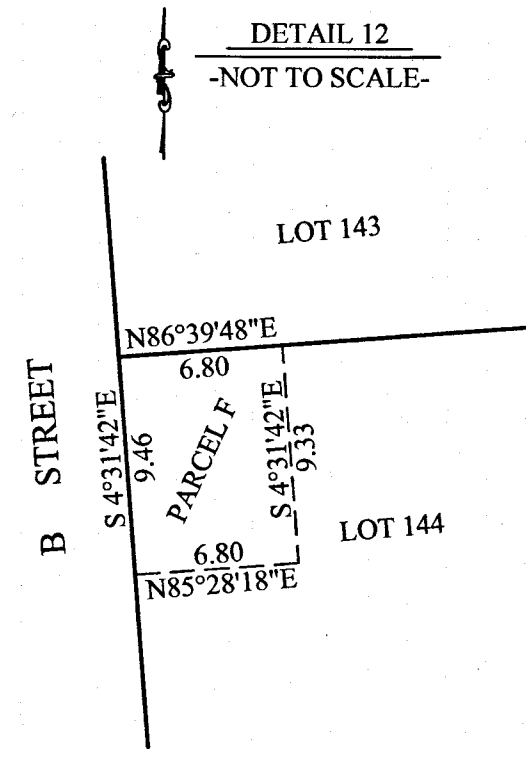 DETAIL 12
-NOT TO SCALE-
LOT 143
N86°39'48"E
6.80
B STREET
S 4°31'42"E
9.46
PARCEL F
S 4°31'42"E
9.33
LOT 144
6.80
N85°28'18"E